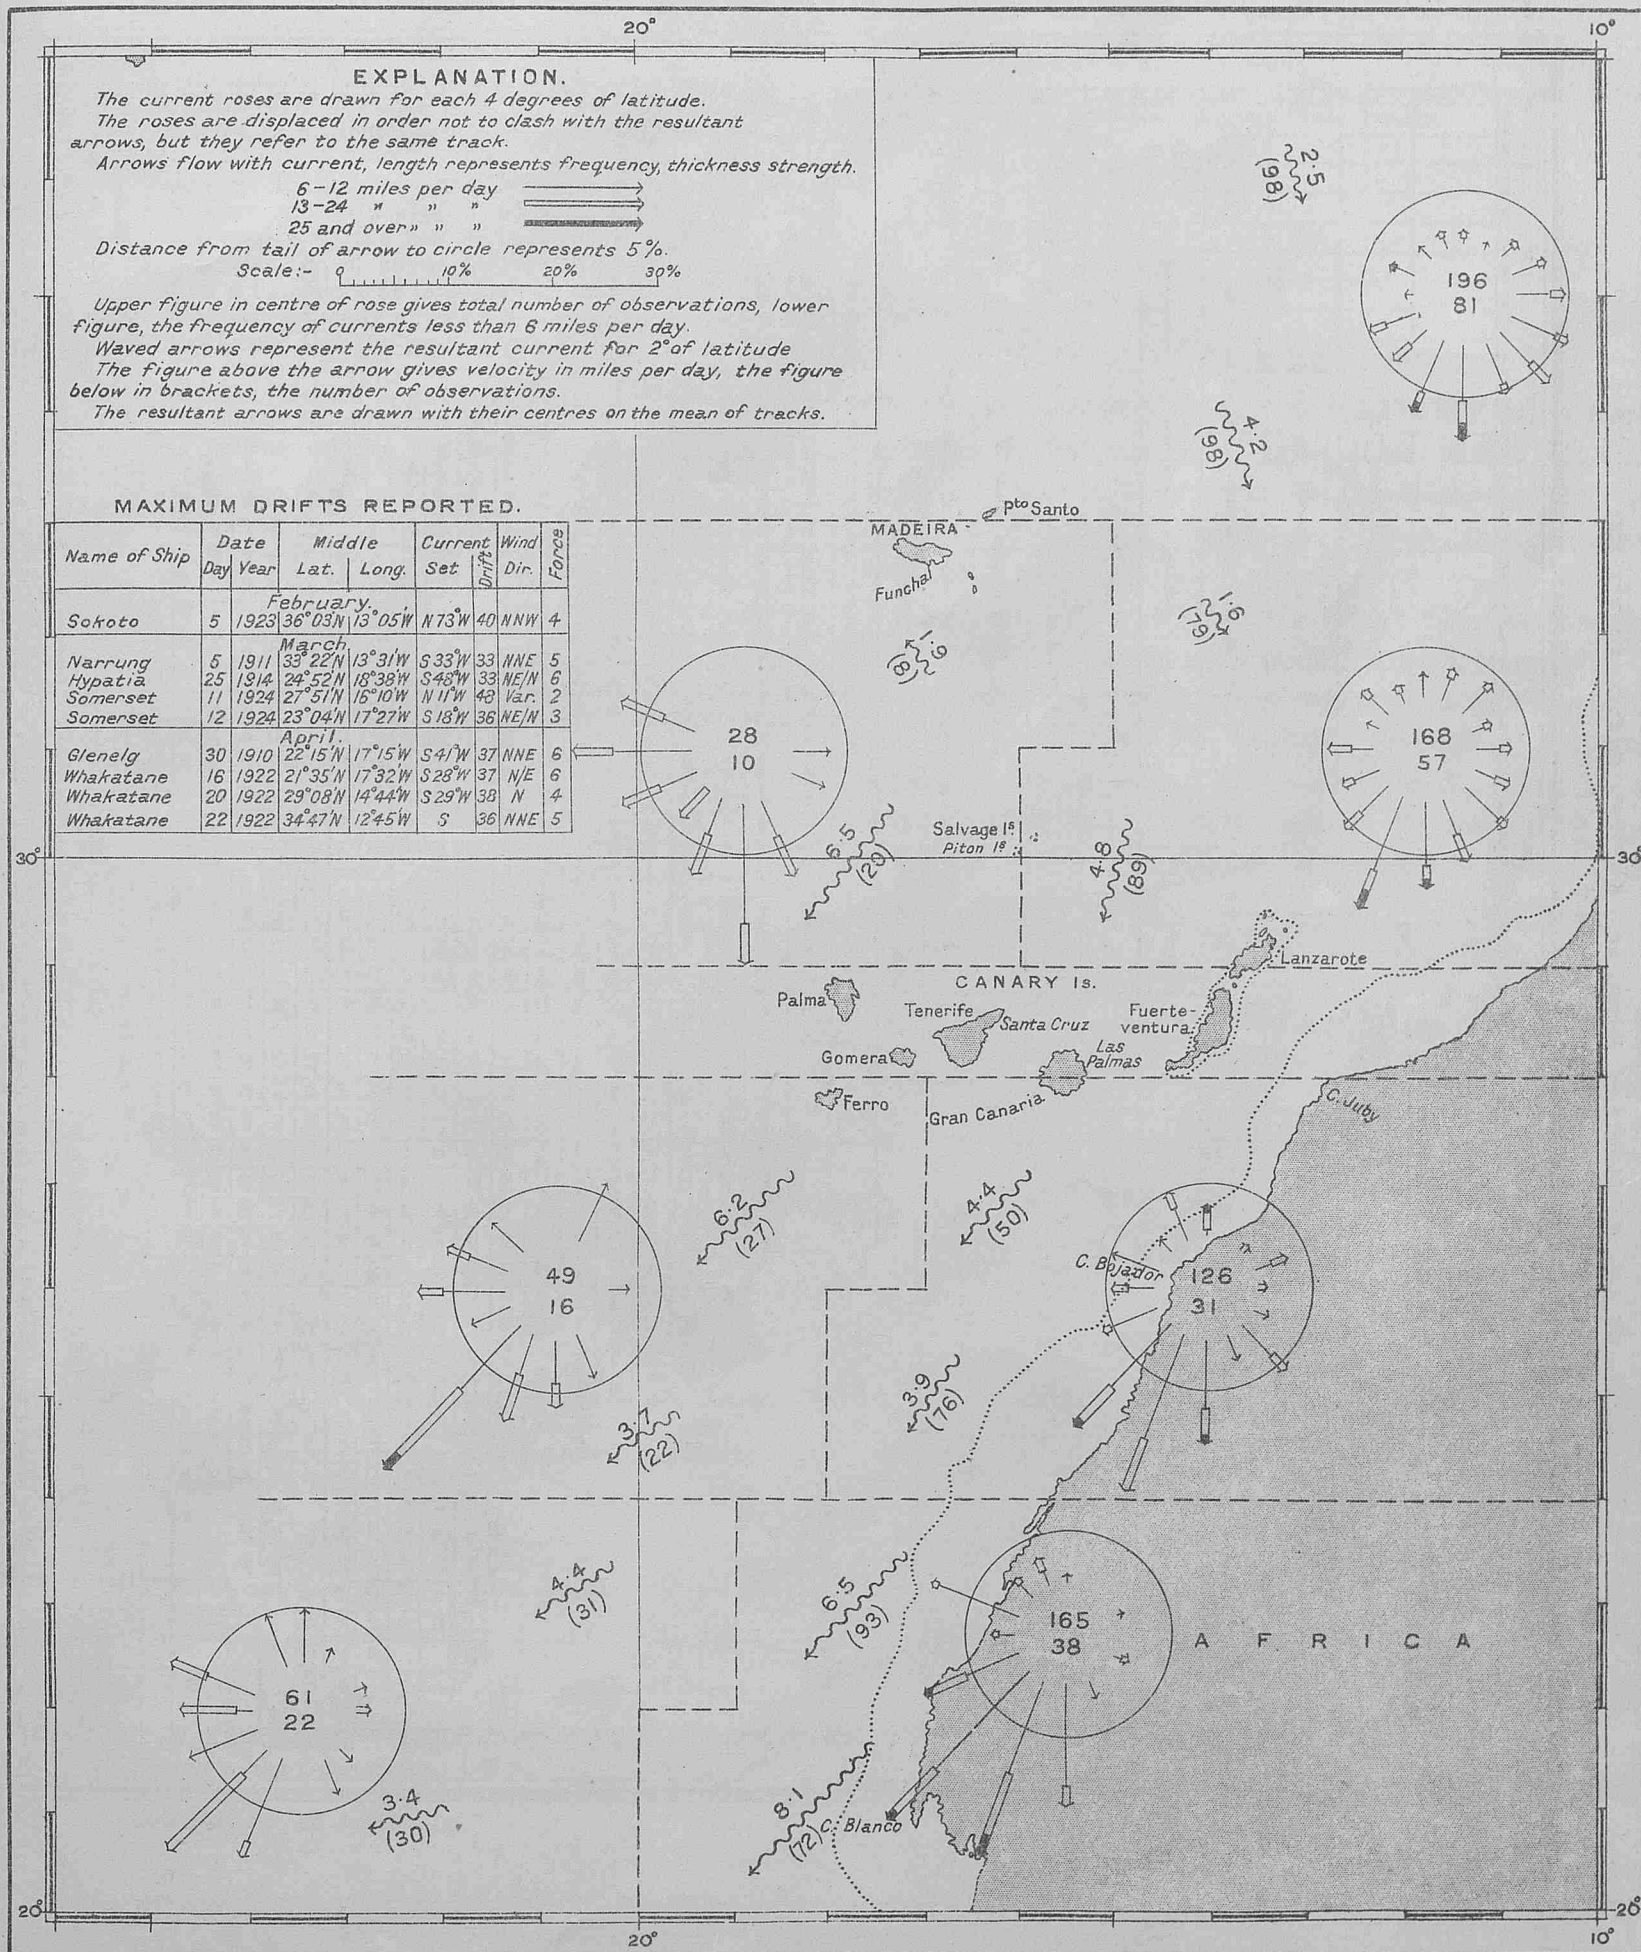 20° 10°
EXPLANATION.
The current roses are drawn for each 4 degrees of latitude.
The roses are displaced in order not to clash with the resultant
arrows, but they refer to the same track.
Arrows flow with current, length represents frequency, thickness strength.
6-12 miles per day
13-24 " " "
25 and over " " "
Distance from tail of arrow to circle represents 5%.
Scale:- 0 10% 20% 30%
Upper figure in centre of rose gives total number of observations, lower
figure, the frequency of currents less than 6 miles per day.
Waved arrows represent the resultant current for 2° of latitude
The figure above the arrow gives velocity in miles per day, the figure
below in brackets, the number of observations.
The resultant arrows are drawn with their centres on the mean of tracks.
2·5
(98)
196
81
4·2
(98)
MAXIMUM DRIFTS REPORTED.
Name of Ship Date Middle Current Wind Force
Day Year Lat. Long. Set Drift Dir.
February.
Sokoto 5 1923 36°03'N 13°05'W N73°W 40 NNW 4
March.
Narrung 5 1911 33°22'N 13°31'W S33°W 33 NNE 5
Hypatia 25 1914 24°52'N 18°38'W S48°W 33 NE/N 6
Somerset 11 1924 27°51'N 16°10'W N11°W 48 Var. 2
Somerset 12 1924 23°04'N 17°27'W S18°W 36 NE/N 3
April.
Glenelg 30 1910 22°15'N 17°15'W S41°W 37 NNE 6
Whakatane 16 1922 21°35'N 17°32'W S28°W 37 N/E 6
Whakatane 20 1922 29°08'N 14°44'W S29°W 38 N 4
Whakatane 22 1922 34°47'N 12°45'W S 36 NNE 5
Pto Santo
MADEIRA
Funchal
1·6
(79)
1·9
(8)
28
10
168
57
6·5
(29)
Salvage Is
Piton Is
4·8
(89)
30° 30°
Lanzarote
CANARY Is.
Palma
Tenerife
Santa Cruz
Fuerte-
ventura
Gomera
Las
Palmas
Ferro
Gran Canaria
C. Juby
6·2
(27)
4·4
(50)
49
16
C. Bojador
126
31
3·9
(76)
3·7
(22)
4·4
(31)
6·5
(93)
165
38
AFRICA
61
22
3·4
(30)
8·1
(72)
C. Blanco
20° 20°
20° 10°